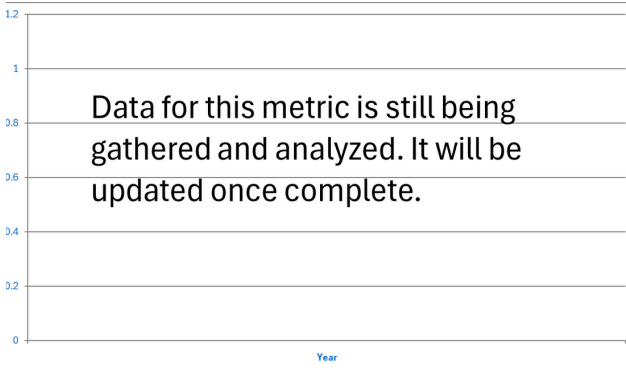 1.2
1
Data for this metric is still being
0.8
gathered and analyzed. It will be
0.6
updated once complete.
0.4
0.2
0
Year